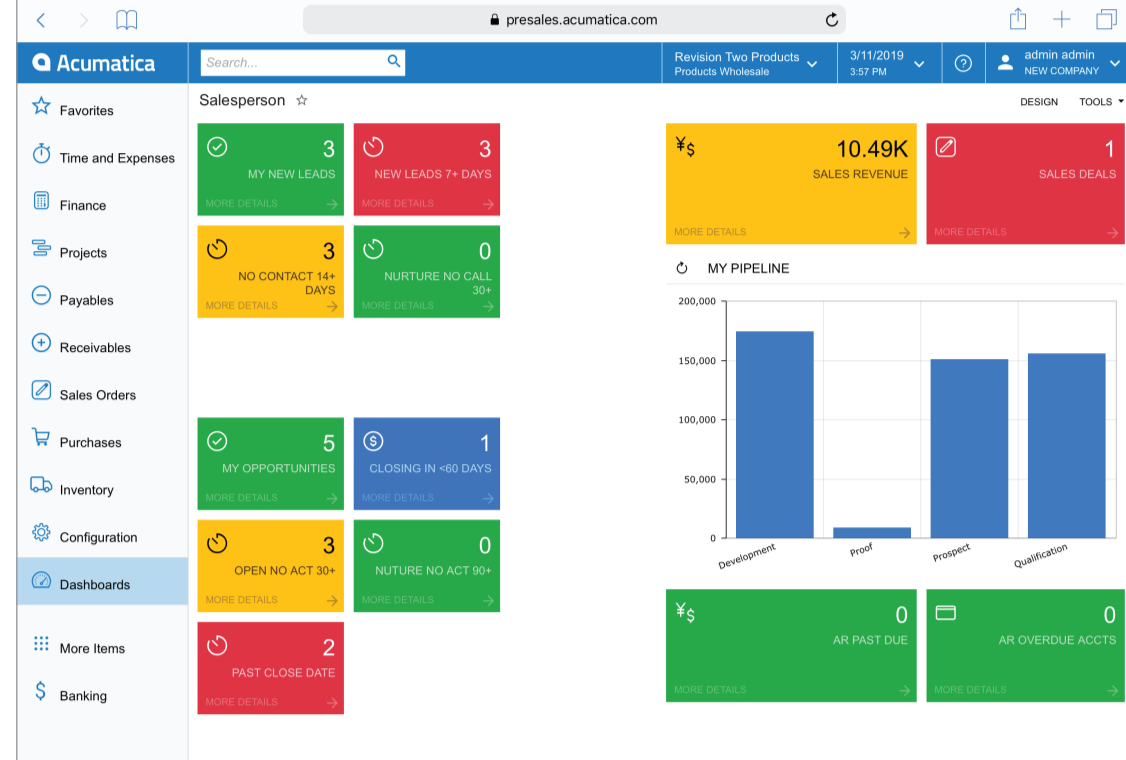 presales.acumatica.com
Acumatica
Search...
Revision Two Products
Products Wholesale
3/11/2019
3:57 PM
?
admin admin
NEW COMPANY
Favorites
Time and Expenses
Finance
Projects
Payables
Receivables
Sales Orders
Purchases
Inventory
Configuration
Dashboards
More Items
Banking
Salesperson
DESIGN
TOOLS
3
MY NEW LEADS
MORE DETAILS
3
NEW LEADS 7+ DAYS
MORE DETAILS
3
NO CONTACT 14+
DAYS
MORE DETAILS
0
NURTURE NO CALL
30+
MORE DETAILS
5
MY OPPORTUNITIES
MORE DETAILS
$
1
CLOSING IN <60 DAYS
MORE DETAILS
3
OPEN NO ACT 30+
MORE DETAILS
0
NUTURE NO ACT 90+
MORE DETAILS
2
PAST CLOSE DATE
MORE DETAILS
¥$
10.49K
SALES REVENUE
MORE DETAILS
1
SALES DEALS
MORE DETAILS
MY PIPELINE
200,000
150,000
100,000
50,000
0
Development
Proof
Prospect
Qualification
¥$
0
AR PAST DUE
MORE DETAILS
0
AR OVERDUE ACCTS
MORE DETAILS